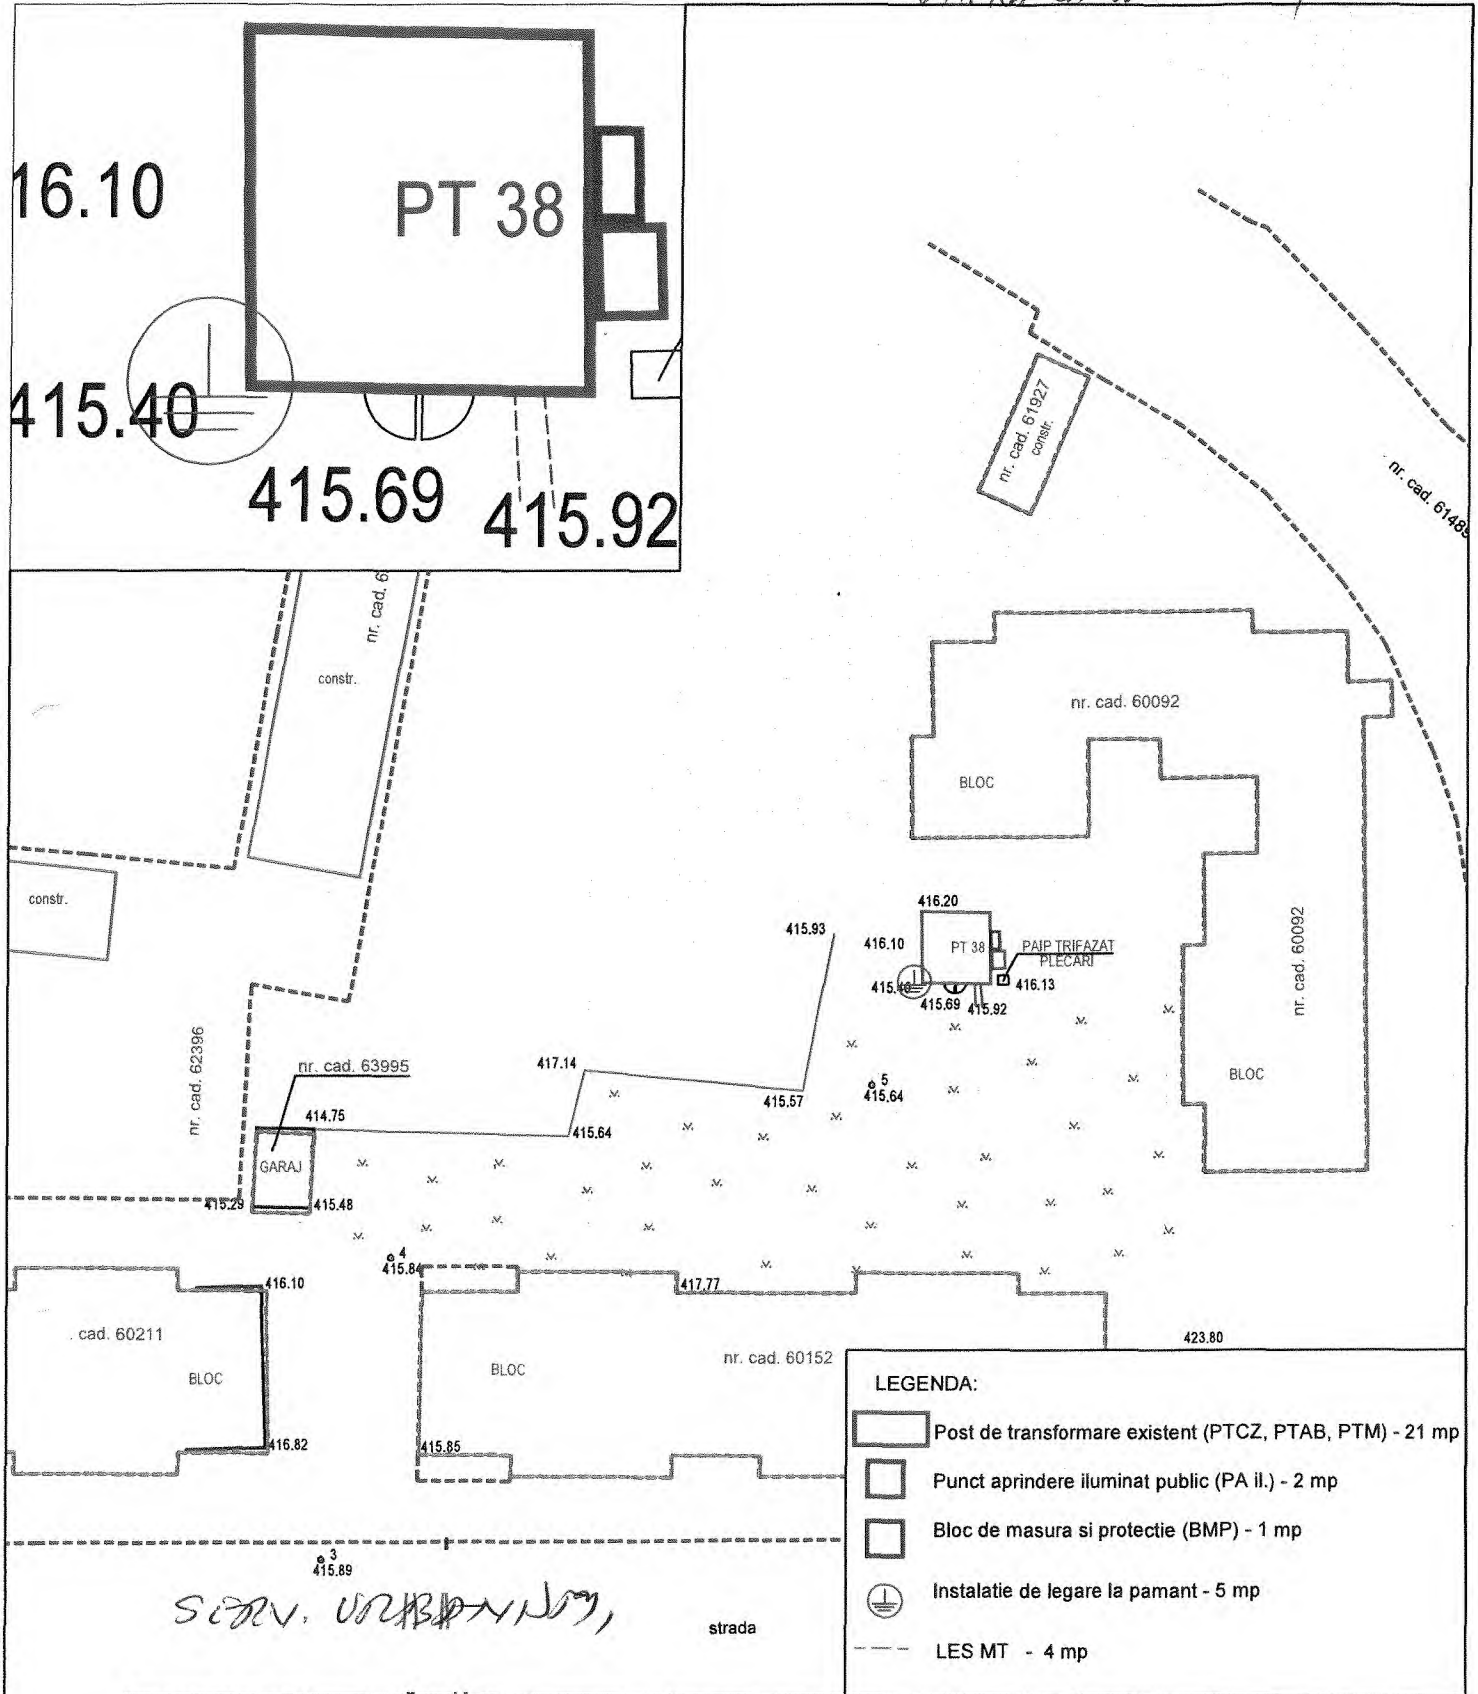 16.10
PT 38
415.40
415.69
415.92
nr. cad. 61927
constr.
nr. cad. 6148
nr. cad. 6
constr.
nr. cad. 60092
BLOC
constr.
416.20
415.93
416.10
PT 38
PAIP TRIFAZAT
PLECARI
415.40
416.13
415.69
415.92
nr. cad. 60092
nr. cad. 62396
417.14
nr. cad. 63995
415.57
5
415.64
BLOC
414.75
415.64
GARAJ
415.29
415.48
4
415.84
416.10
417.77
. cad. 60211
423.80
BLOC
BLOC
nr. cad. 60152
416.82
415.85
LEGENDA:
Post de transformare existent (PTCZ, PTAB, PTM) - 21 mp
Punct aprindere iluminat public (PA il.) - 2 mp
Bloc de masura si protectie (BMP) - 1 mp
Instalatie de legare la pamant - 5 mp
LES MT - 4 mp
3
415.89
SERV.
strada